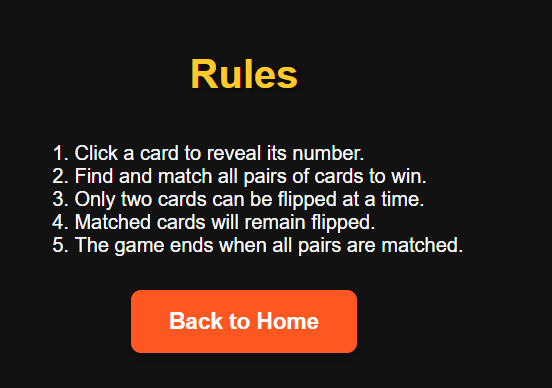 Rules
1. Click a card to reveal its number.
2. Find and match all pairs of cards to win.
3. Only two cards can be flipped at a time.
4. Matched cards will remain flipped.
5. The game ends when all pairs are matched.
Back to Home